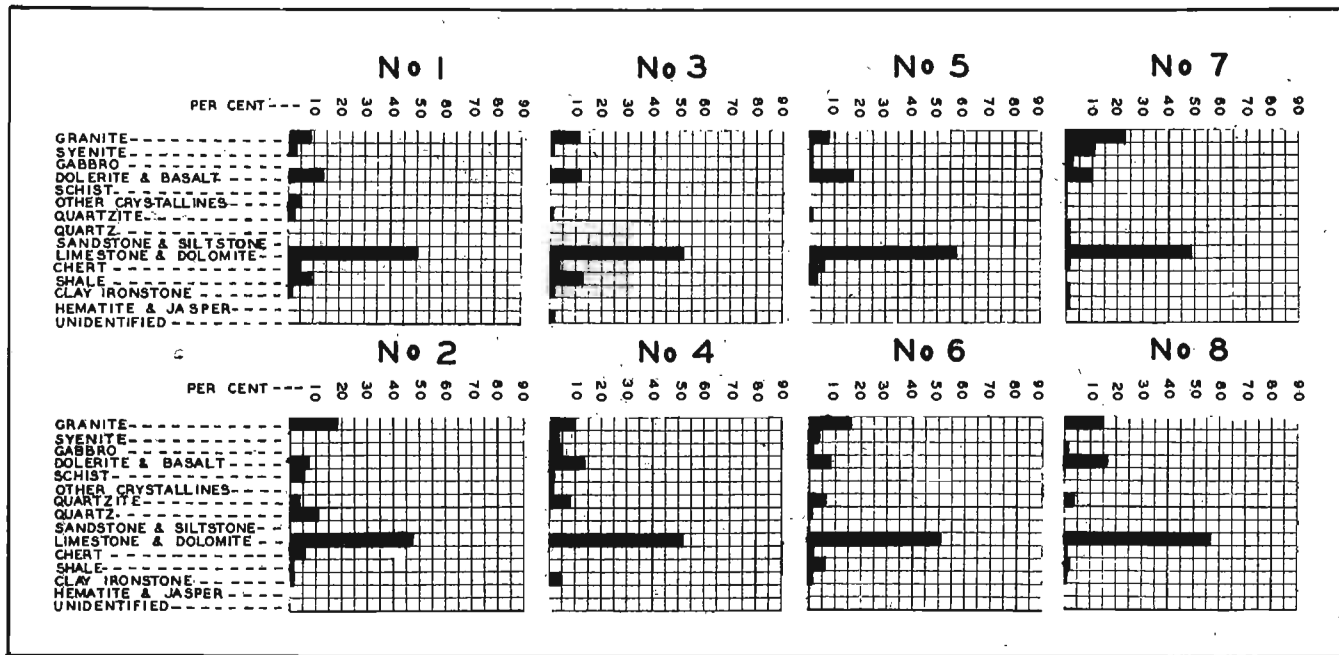 No 1 No 3 No 5 No 7
PER CENT --- 10 20 30 40 50 60 70 80 90 10 20 30 40 50 60 70 80 90 10 20 30 40 50 60 70 80 90 10 20 30 40 50 60 70 80 90
GRANITE
SYENITE
GABBRO
DOLERITE & BASALT
SCHIST
OTHER CRYSTALLINES
QUARTZITE
QUARTZ
SANDSTONE & SILTSTONE
LIMESTONE & DOLOMITE
CHERT
SHALE
CLAY IRONSTONE
HEMATITE & JASPER
UNIDENTIFIED
No 2 No 4 No 6 No 8
PER CENT --- 10 20 30 40 50 60 70 80 90 10 20 30 40 50 60 70 80 90 10 20 30 40 50 60 70 80 90 10 20 30 40 50 60 70 80 90
GRANITE
SYENITE
GABBRO
DOLERITE & BASALT
SCHIST
OTHER CRYSTALLINES
QUARTZITE
QUARTZ
SANDSTONE & SILTSTONE
LIMESTONE & DOLOMITE
CHERT
SHALE
CLAY IRONSTONE
HEMATITE & JASPER
UNIDENTIFIED